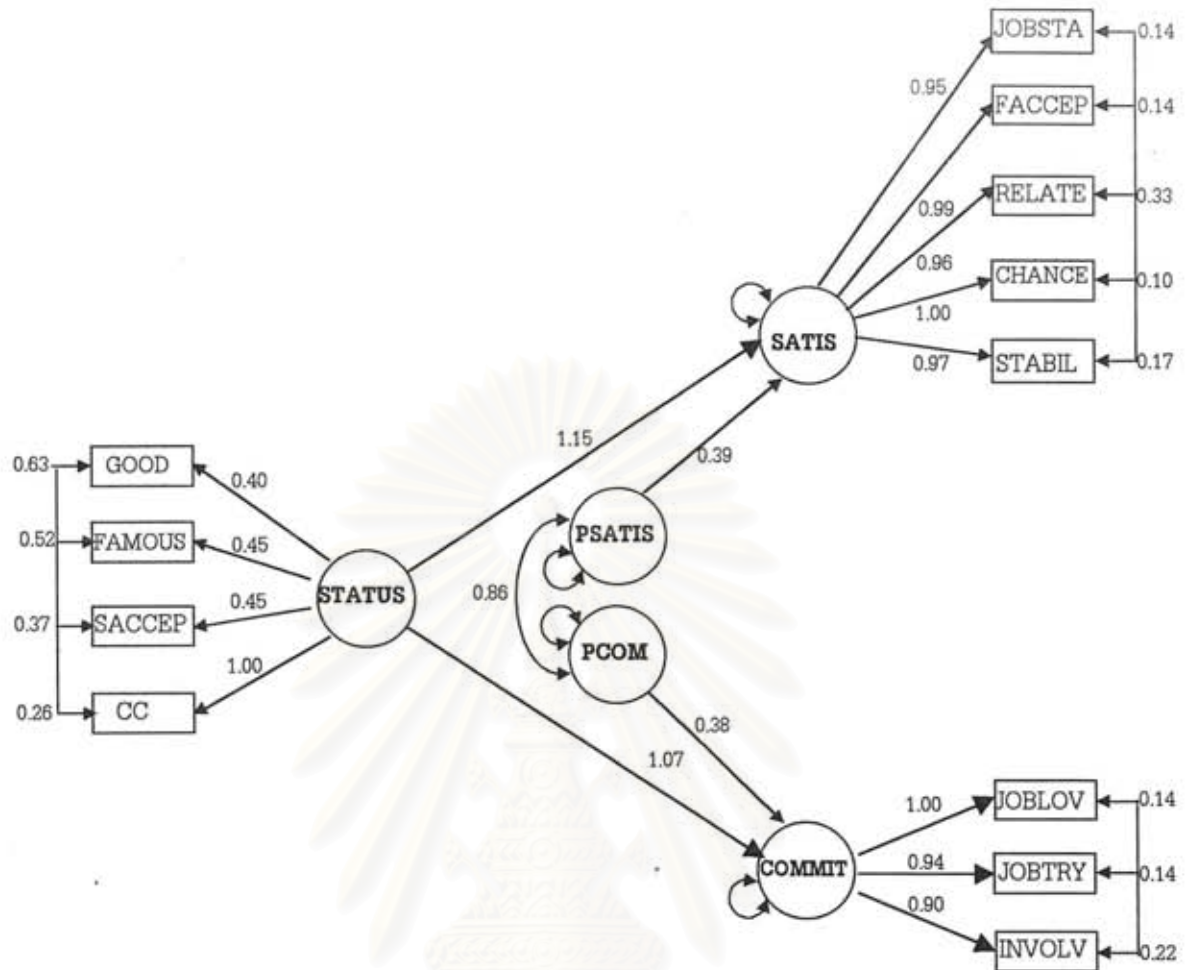 JOBSTA 0.14
0.95
FACCEP 0.14
RELATE 0.33
0.99
0.96
CHANCE 0.10
1.00
SATIS
STABIL 0.17
0.97
1.15
0.39
0.63 GOOD
0.40
0.52 FAMOUS 0.45
PSATIS
STATUS
0.86
0.45
0.37 SACCEP
PCOM
1.00
0.26 CC
0.38
1.07
1.00 JOBLOV 0.14
COMMIT 0.94 JOBTRY 0.14
0.90
INVOLV 0.22